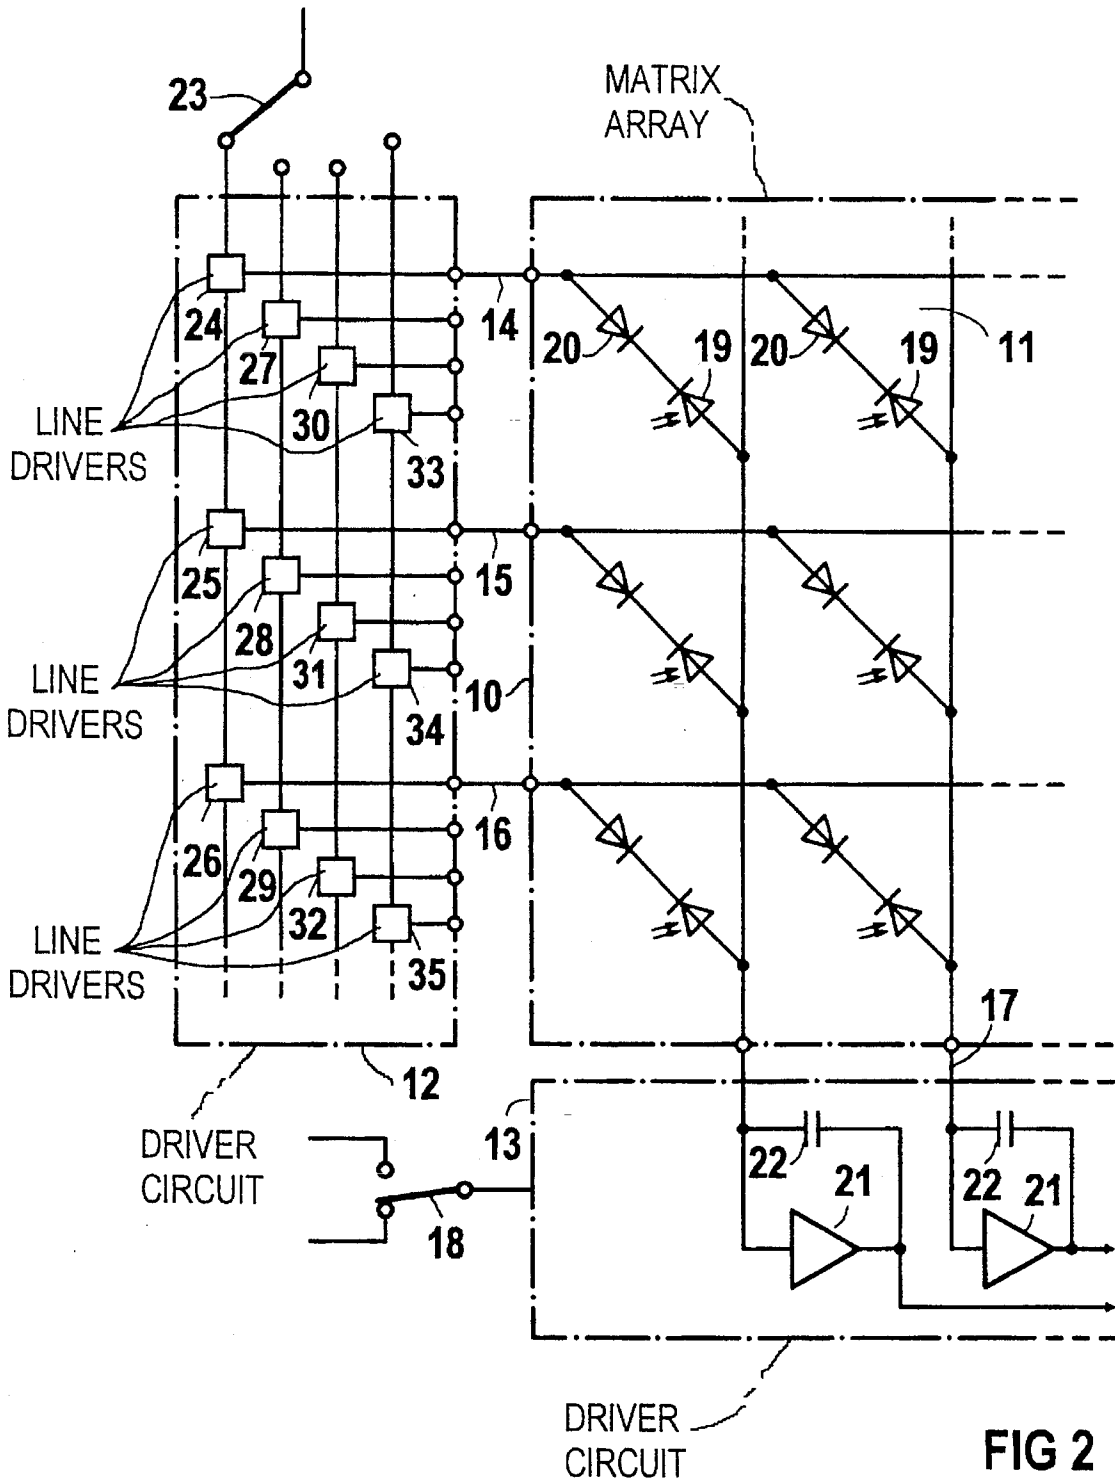 23
MATRIX
ARRAY
24
14
20
19
20
19
11
27
LINE
DRIVERS
30
33
25
15
28
LINE
DRIVERS
31
10
34
26
16
29
LINE
DRIVERS
32
35
17
12
DRIVER
CIRCUIT
13
22
22
21
21
18
DRIVER
CIRCUIT
FIG 2